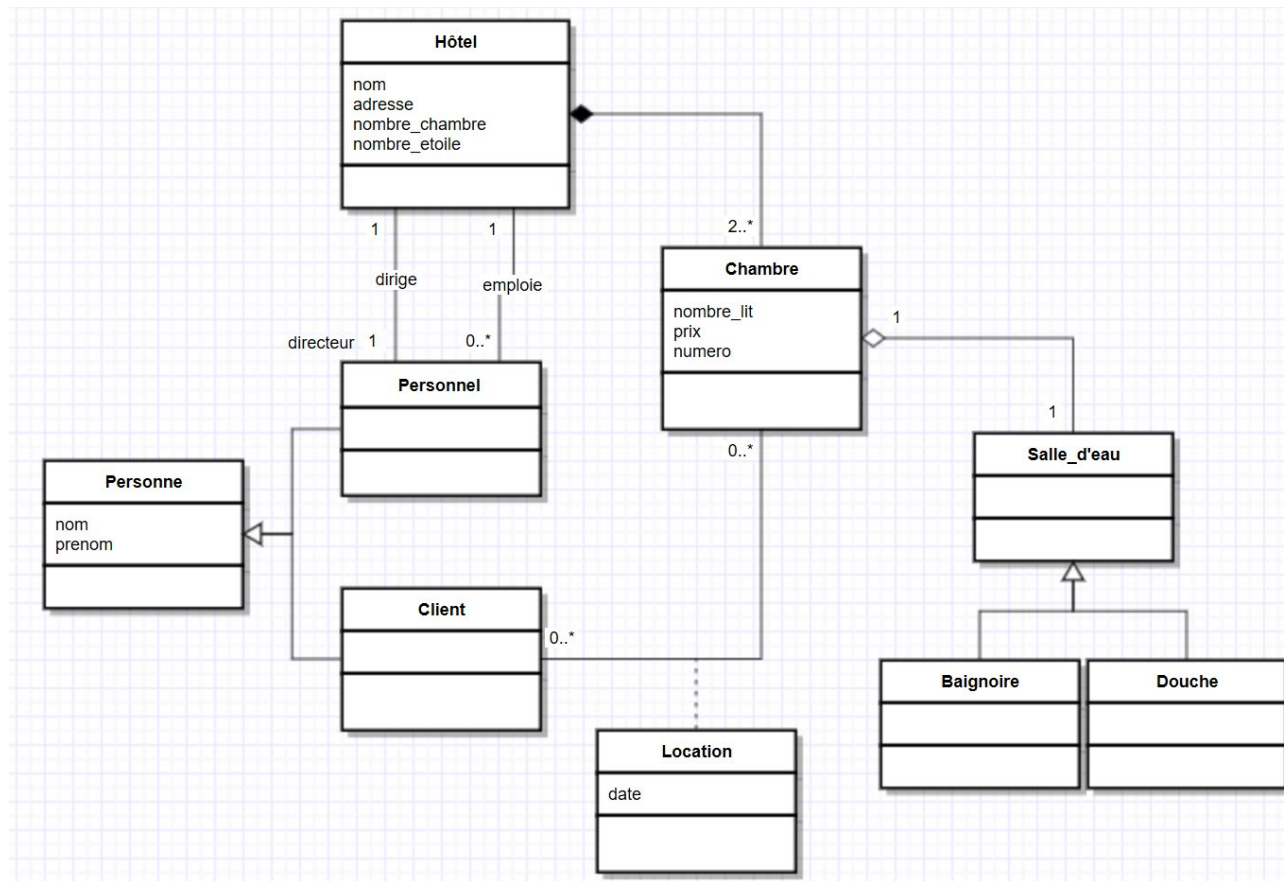 Hôtel
nom
adresse
nombre_chambre
nombre_etoile
1
1
2..*
dirige
emploie
directeur
1
0..*
Chambre
nombre_lit
prix
numero
1
1
0..*
Personnel
Personne
nom
prenom
Salle_d'eau
Client
0..*
Baignoire
Douche
Location
date